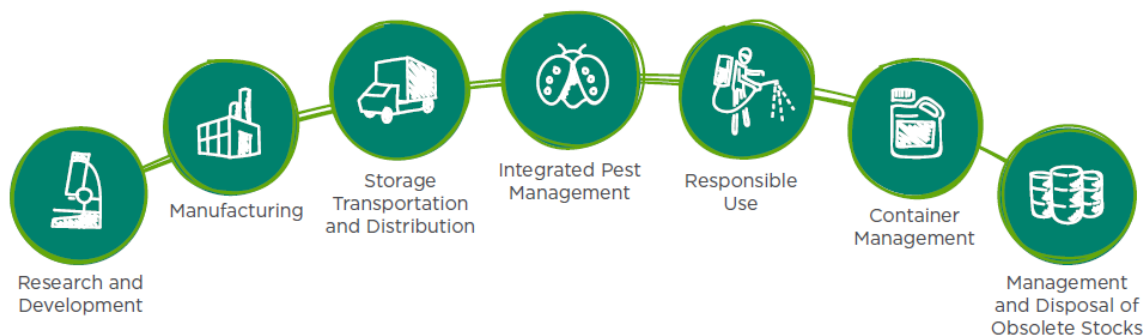 Research and
Development
Manufacturing
Storage
Transportation
and Distribution
Integrated Pest
Management
Responsible
Use
Container
Management
Management
and Disposal of
Obsolete Stocks